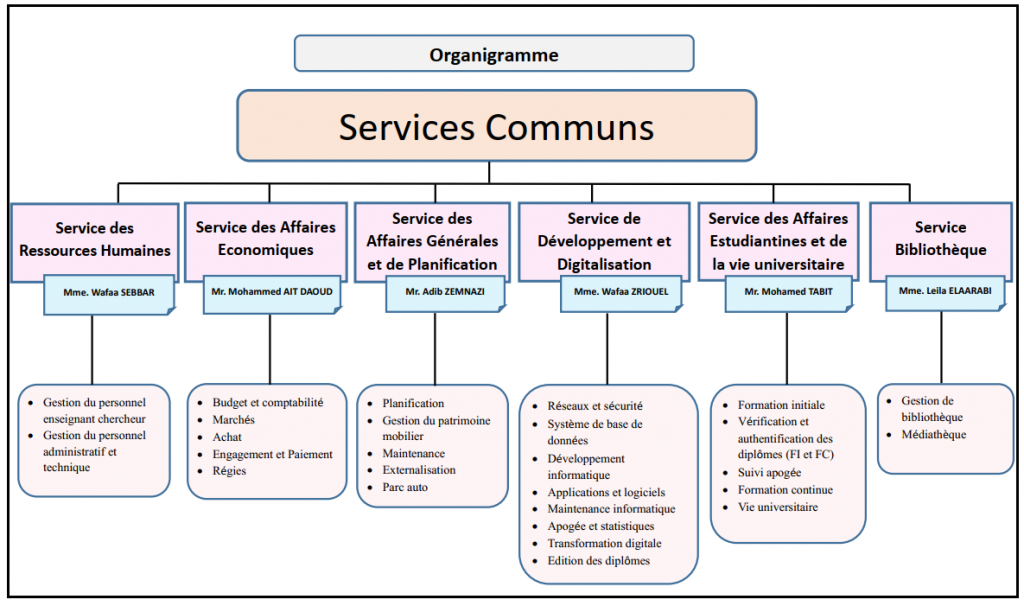 Organigramme
Services Communs
Service des
Ressources Humaines
Mme. Wafaa SEBBAR
• Gestion du personnel
enseignant chercheur
• Gestion du personnel
administratif et
technique
Service des Affaires
Economiques
Mr. Mohammed AIT DAOUD
• Budget et comptabilité
• Marchés
• Achat
• Engagement et Paiement
• Régies
Service des
Affaires Générales
et de Planification
Mr. Adib ZEMNAZI
• Planification
• Gestion du patrimoine
mobilier
• Maintenance
• Externalisation
• Parc auto
Service de
Développement et
Digitalisation
Mme. Wafaa ZRIOUEL
• Réseaux et sécurité
• Système de base de
données
• Développement
informatique
• Applications et logiciels
• Maintenance informatique
• Apogée et statistiques
• Transformation digitale
• Edition des diplômes
Service des Affaires
Estudiantines et de
la vie universitaire
Mr. Mohamed TABIT
• Formation initiale
• Vérification et
authentification des
diplômes (FI et FC)
• Suivi apogée
• Formation continue
• Vie universitaire
Service
Bibliothèque
Mme. Leila ELAARABI
• Gestion de
bibliothèque
• Médiathèque